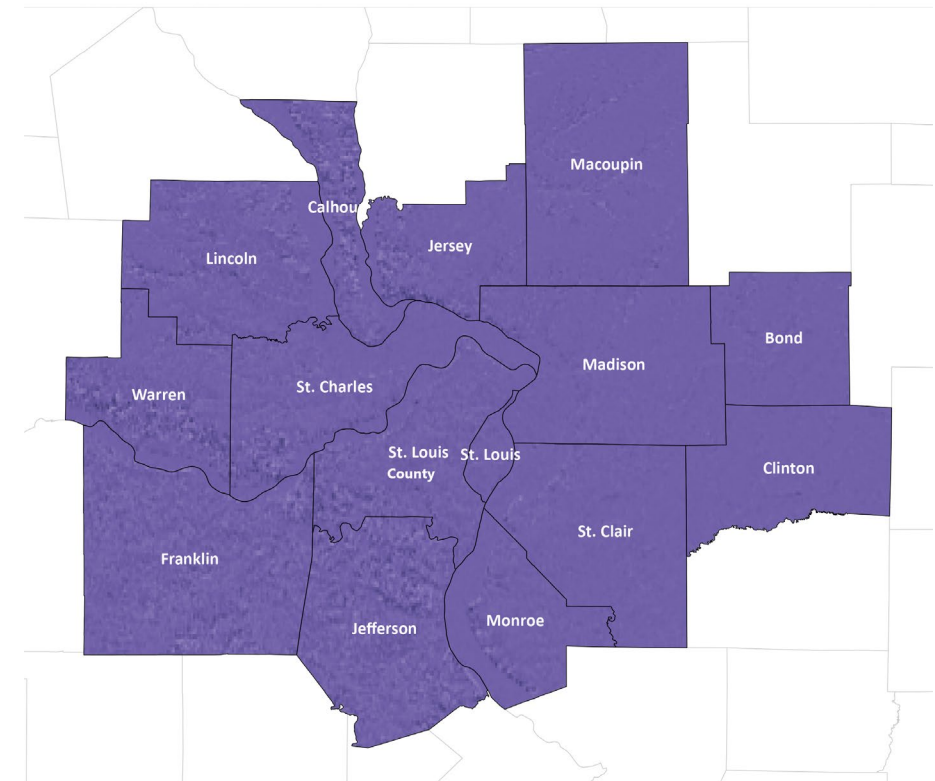 Macoupin
Calhou
Jersey
Lincoln
Bond
Madison
St. Charles
Warren
St. Louis
County
St. Louis
Clinton
St. Clair
Franklin
Monroe
Jefferson